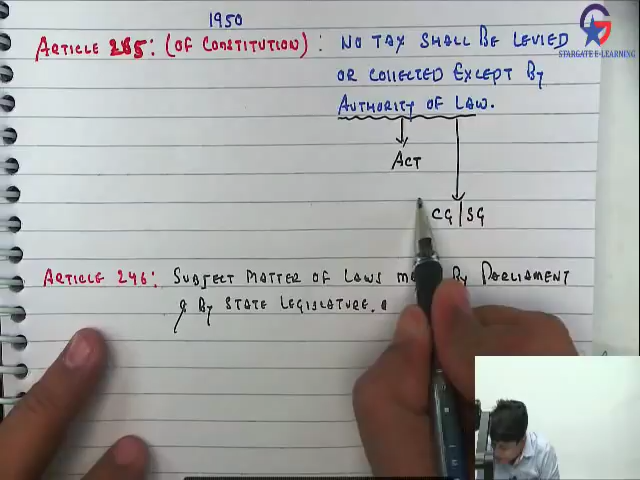 1950
ARTICLE 265: (OF CONSTITUTION): NO TAX SHALL BE LEVIED
OR COLLECTED EXCEPT BY
AUTHORITY OF LAW.
ACT
CG | SG
ARTICLE 246: SUBJECT MATTER OF LAWS BY PARLIAMENT
& BY STATE LEGISLATURE.
STARGATE E-LEARNING